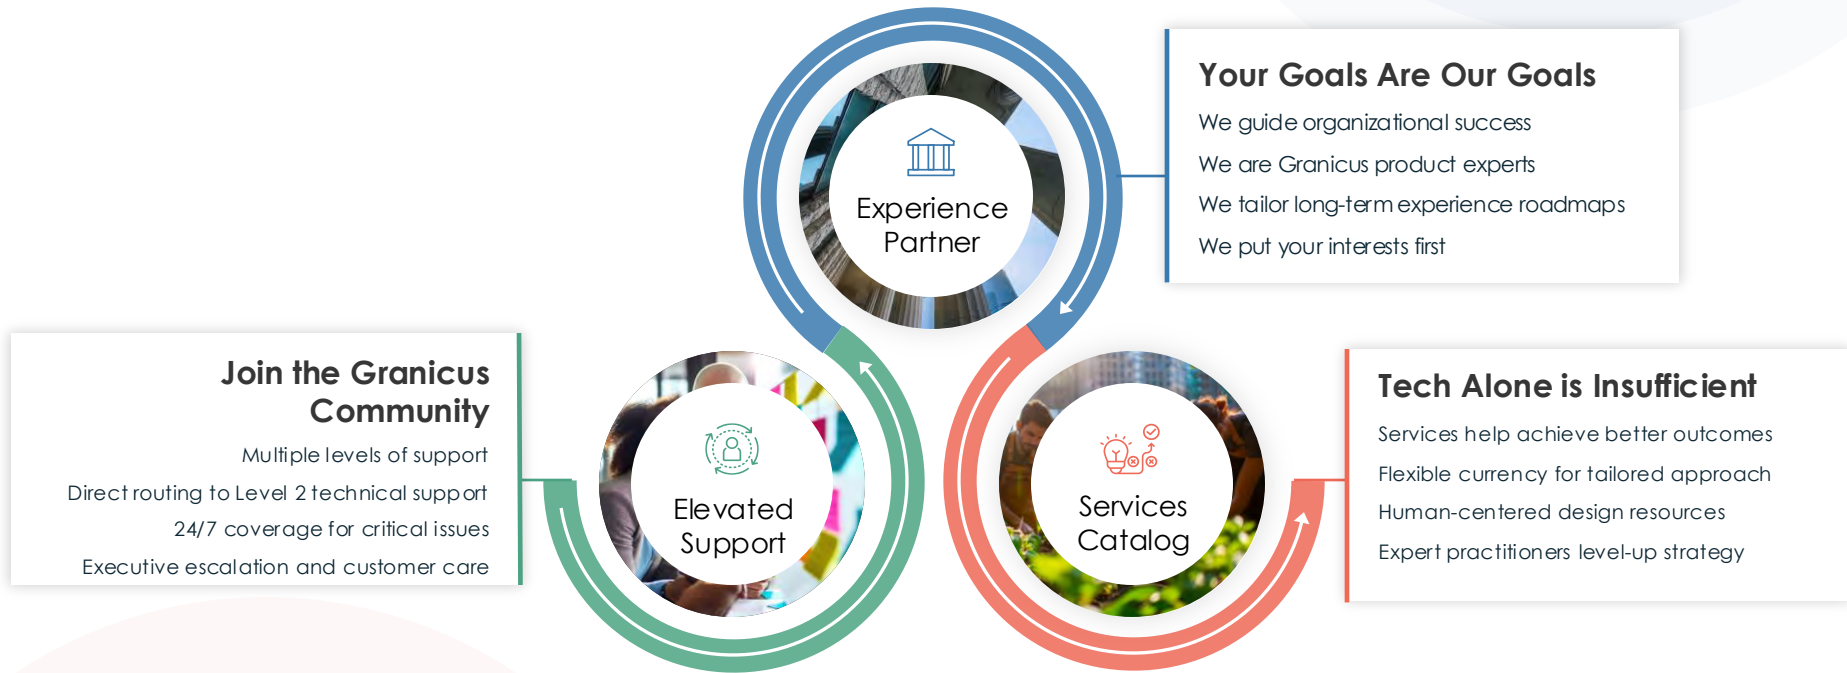 Experience
Partner
Your Goals Are Our Goals
We guide organizational success
We are Granicus product experts
We tailor long-term experience roadmaps
We put your interests first
Join the Granicus
Community
Multiple levels of support
Direct routing to Level 2 technical support
24/7 coverage for critical issues
Executive escalation and customer care
Elevated
Support
Services
Catalog
Tech Alone is Insufficient
Services help achieve better outcomes
Flexible currency for tailored approach
Human-centered design resources
Expert practitioners level-up strategy